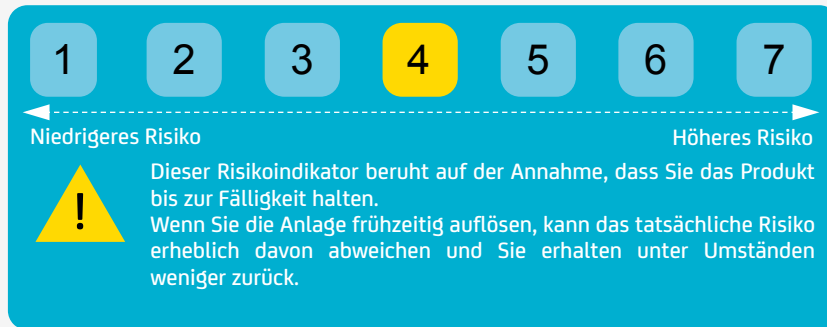 1 2 3 4 5 6 7
Niedrigeres Risiko Höheres Risiko
Dieser Risikoindikator beruht auf der Annahme, dass Sie das Produkt
bis zur Fälligkeit halten.
!
Wenn Sie die Anlage frühzeitig auflösen, kann das tatsächliche Risiko
erheblich davon abweichen und Sie erhalten unter Umständen
weniger zurück.